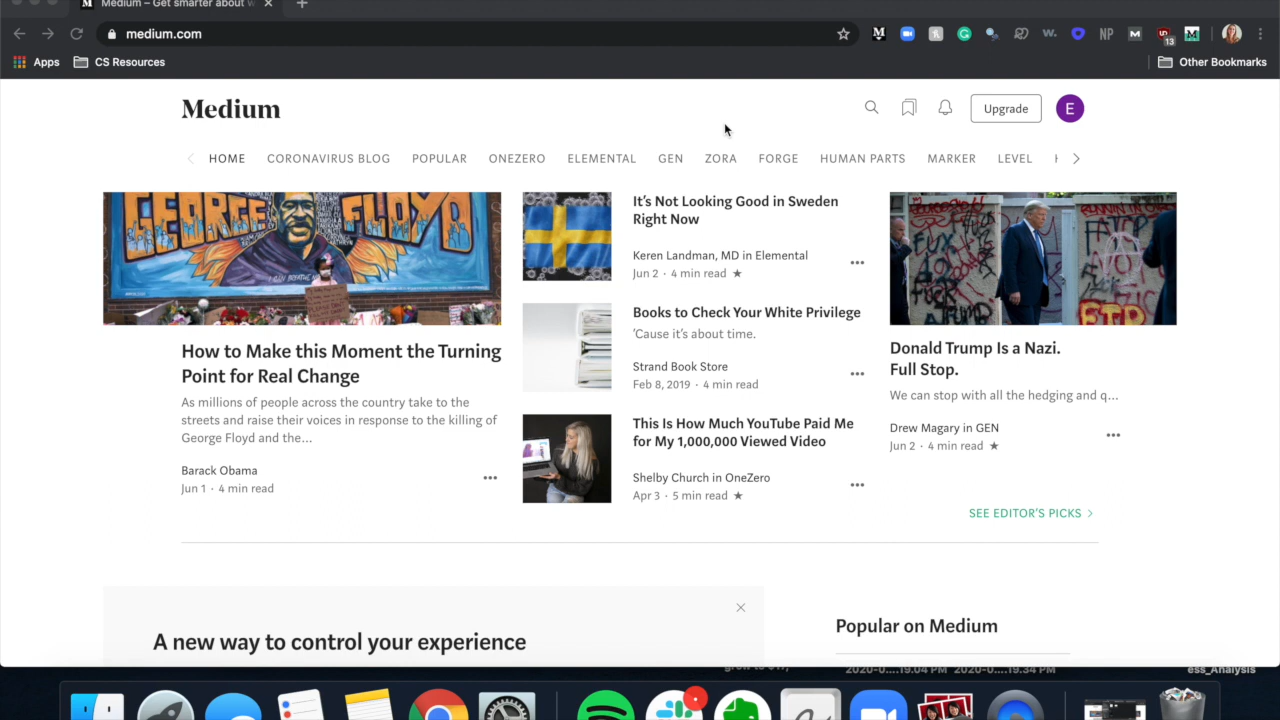 Medium – Get smarter about w
medium.com
13
Apps
CS Resources
Other Bookmarks
Medium
Upgrade
E
HOME
CORONAVIRUS BLOG
POPULAR
ONEZERO
ELEMENTAL
GEN
ZORA
FORGE
HUMAN PARTS
MARKER
LEVEL
GEORGE FLOYD
I CAN BREATHE
How to Make this Moment the Turning
Point for Real Change
As millions of people across the country take to the
streets and raise their voices in response to the killing of
George Floyd and the...
Barack Obama
Jun 1 · 4 min read
It's Not Looking Good in Sweden
Right Now
Keren Landman, MD in Elemental
Jun 2 · 4 min read ★
Books to Check Your White Privilege
'Cause it's about time.
Strand Book Store
Feb 8, 2019 · 4 min read
This Is How Much YouTube Paid Me
for My 1,000,000 Viewed Video
Shelby Church in OneZero
Apr 3 · 5 min read ★
Donald Trump Is a Nazi.
Full Stop.
We can stop with all the hedging and q...
Drew Magary in GEN
Jun 2 · 4 min read ★
SEE EDITOR'S PICKS
A new way to control your experience
Popular on Medium
ess_Analysis